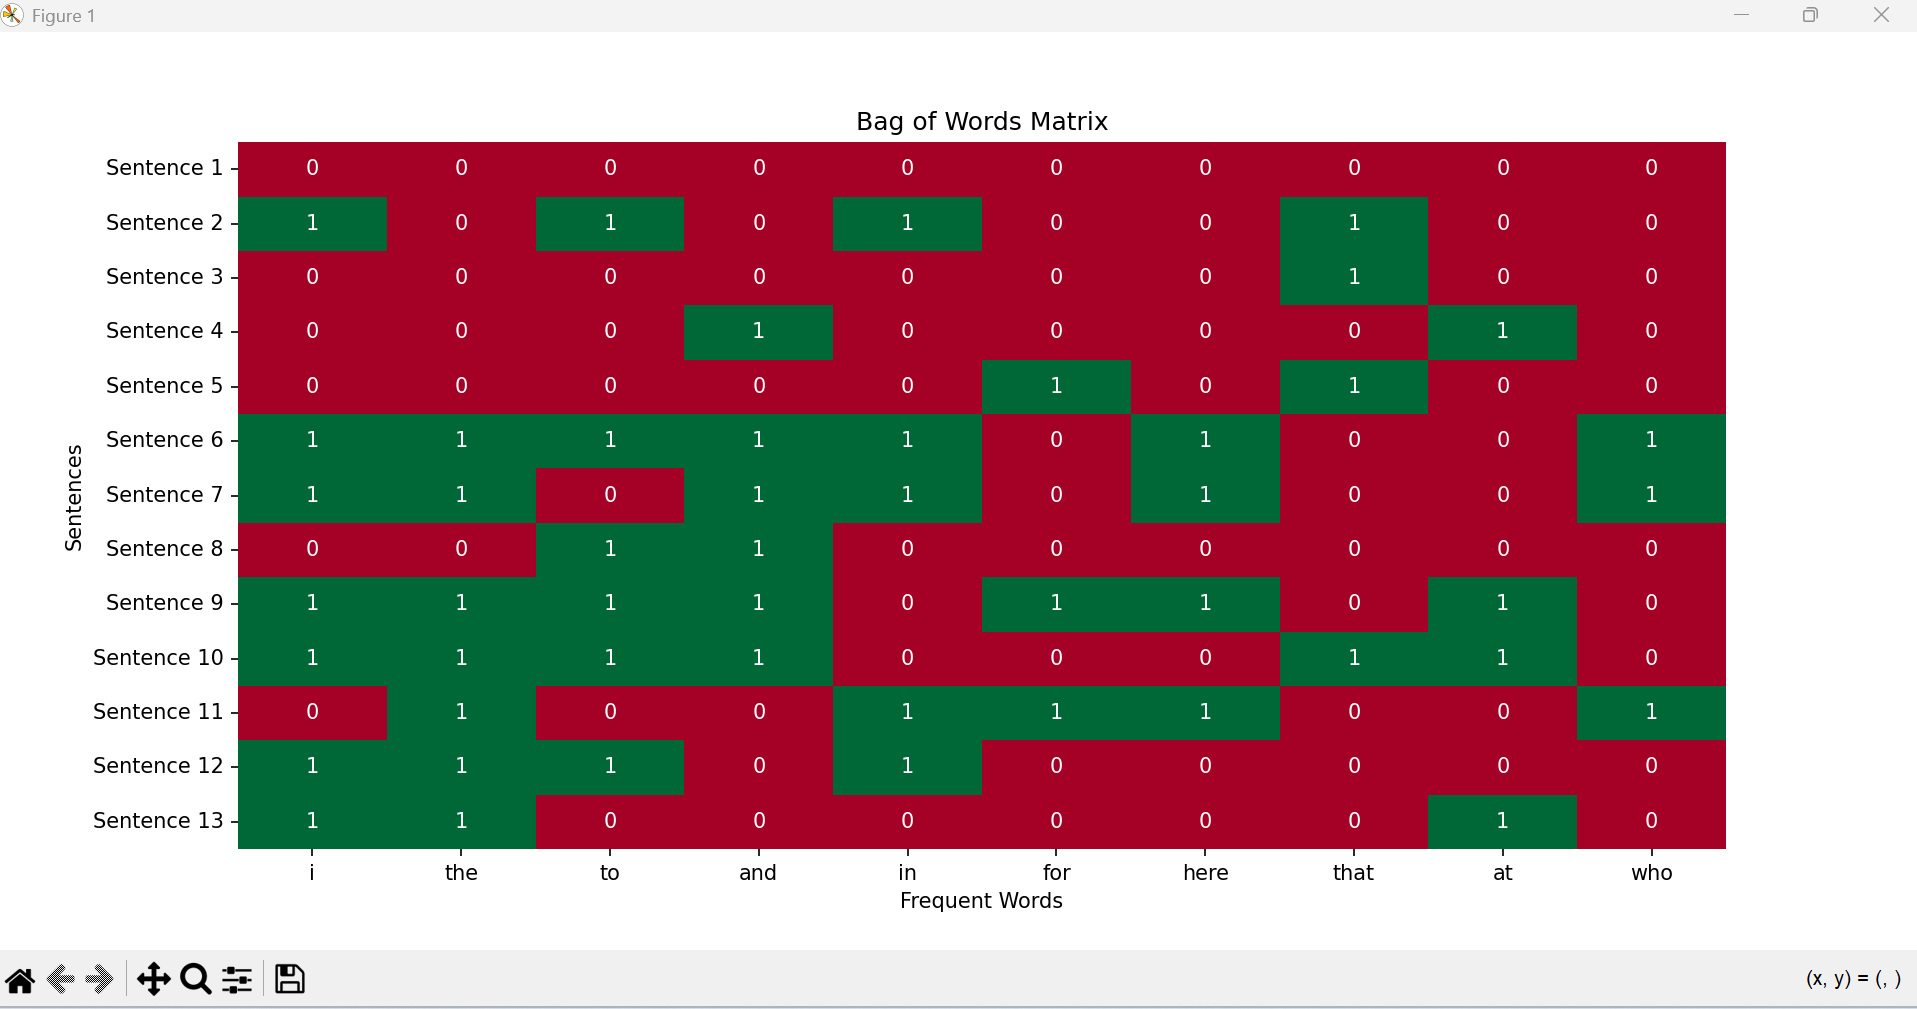 Figure 1
Bag of Words Matrix
Sentence 1 0 0 0 0 0 0 0 0 0 0
Sentence 2 1 0 1 0 1 0 0 1 0 0
Sentence 3 0 0 0 0 0 0 0 1 0 0
Sentence 4 0 0 0 1 0 0 0 0 1 0
Sentence 5 0 0 0 0 0 1 0 1 0 0
Sentence 6 1 1 1 1 1 0 1 0 0 1
Sentence 7 1 1 0 1 1 0 1 0 0 1
Sentence 8 0 0 1 1 0 0 0 0 0 0
Sentence 9 1 1 1 1 0 1 1 0 1 0
Sentence 10 1 1 1 1 0 0 0 1 1 0
Sentence 11 0 1 0 0 1 1 1 0 0 1
Sentence 12 1 1 1 0 1 0 0 0 0 0
Sentence 13 1 1 0 0 0 0 0 0 1 0
Sentences
i the to and in for here that at who
Frequent Words
(x, y) = (, )